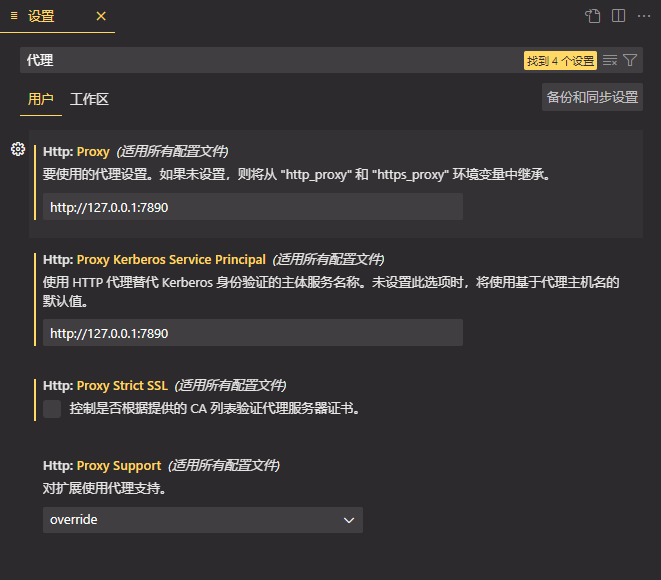 设置
代理
找到 4 个设置
用户 工作区
备份和同步设置
Http: Proxy (适用所有配置文件)
要使用的代理设置。如果未设置，则将从 "http_proxy" 和 "https_proxy" 环境变量中继承。
http://127.0.0.1:7890
Http: Proxy Kerberos Service Principal (适用所有配置文件)
使用 HTTP 代理替代 Kerberos 身份验证的主体服务名称。未设置此选项时，将使用基于代理主机名的
默认值。
http://127.0.0.1:7890
Http: Proxy Strict SSL (适用所有配置文件)
控制是否根据提供的 CA 列表验证代理服务器证书。
Http: Proxy Support (适用所有配置文件)
对扩展使用代理支持。
override